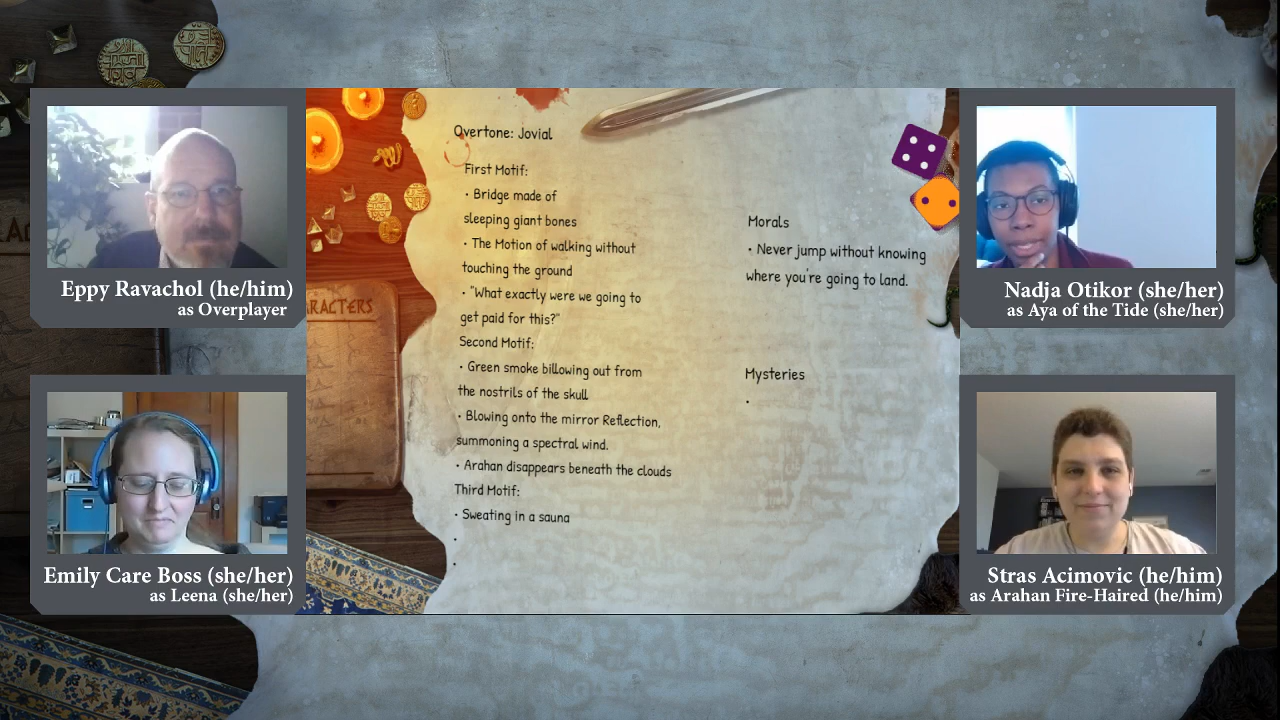 Eppy Ravachol (he/him)
as Overplayer
Emily Care Boss (she/her)
as Leena (she/her)
RACTERS
Overtone: Jovial
First Motif:
• Bridge made of
sleeping giant bones
• The Motion of walking without
touching the ground
• "What exactly were we going to
get paid for this?"
Second Motif:
• Green smoke billowing out from
the nostrils of the skull
• Blowing onto the mirror Reflection,
summoning a spectral wind.
• Arahan disappears beneath the clouds
Third Motif:
• Sweating in a sauna
•
•
Morals
• Never jump without knowing
where you're going to land.
Mysteries
•
Nadja Otikor (she/her)
as Aya of the Tide (she/her)
Stras Acimovic (he/him)
as Arahan Fire-Haired (he/him)